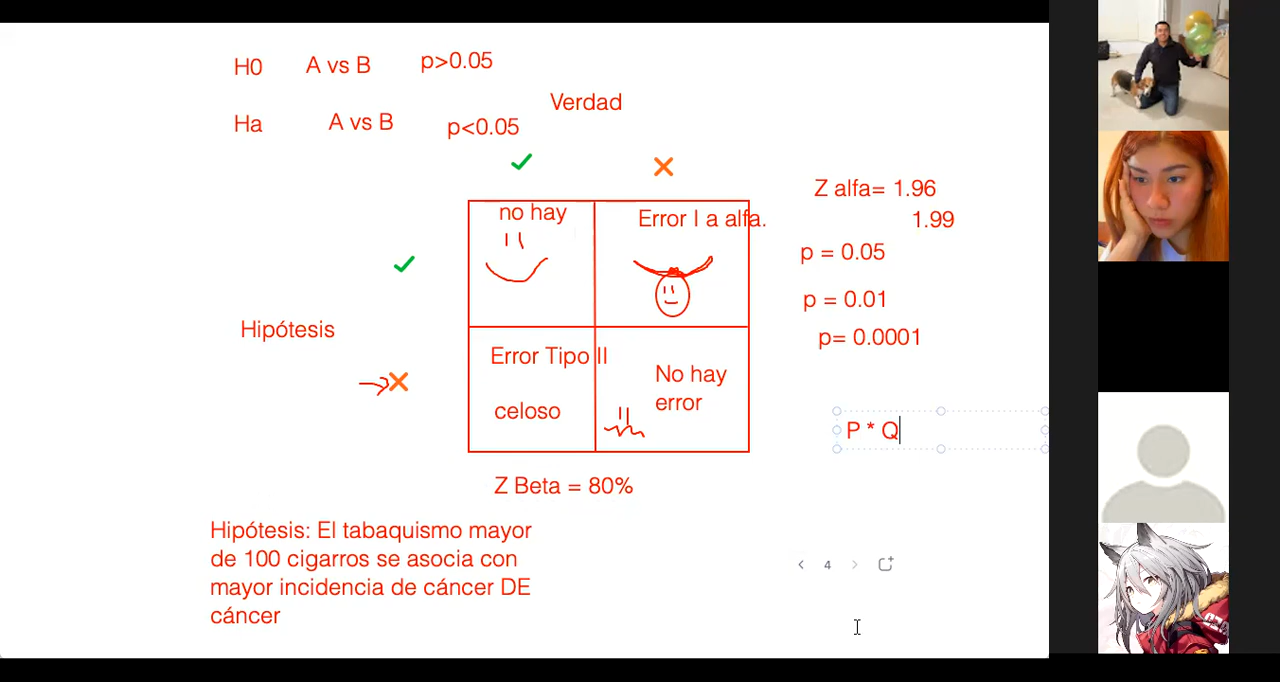 H0 A vs B p>0.05
Verdad
Ha A vs B p<0.05
Z alfa= 1.96
1.99
no hay
Error I a alfa.
p = 0.05
p = 0.01
p= 0.0001
Hipótesis
Error Tipo II
celoso
No hay
error
P * Q
Z Beta = 80%
Hipótesis: El tabaquismo mayor
de 100 cigarros se asocia con
mayor incidencia de cáncer DE
cáncer
4